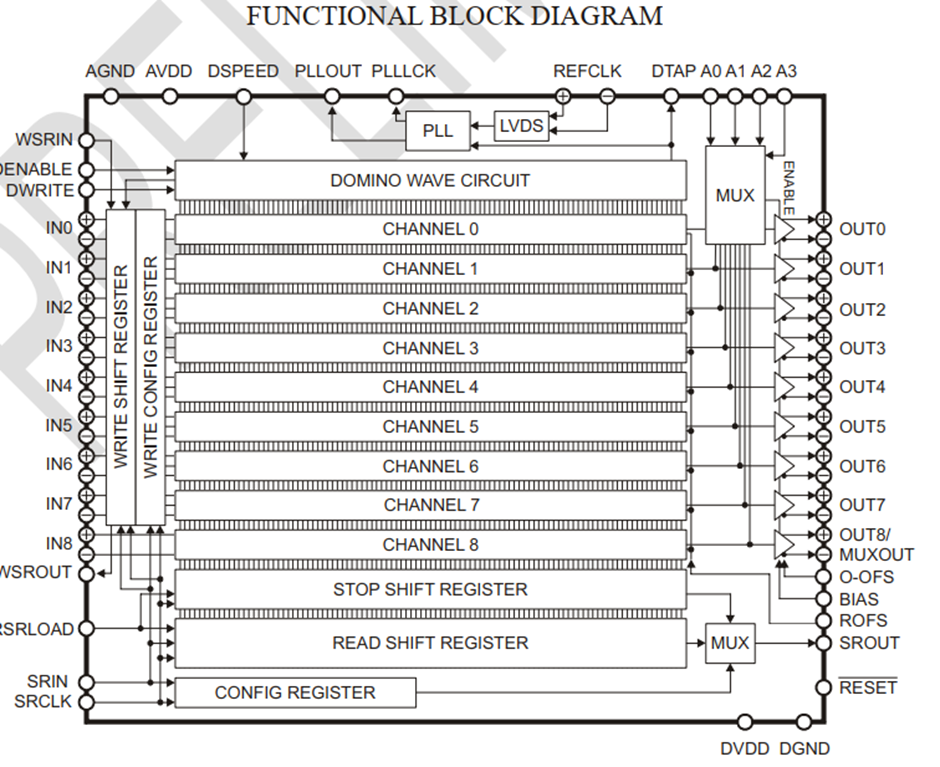 FUNCTIONAL BLOCK DIAGRAM
AGND AVDD DSPEED PLLOUT PLLLCK REFCLK DTAP A0 A1 A2 A3
WSRIN
DENABLE
DWRITE
PLL
LVDS
MUX
ENABLE
DOMINO WAVE CIRCUIT
IN0
CHANNEL 0
OUT0
IN1
CHANNEL 1
OUT1
IN2
CHANNEL 2
OUT2
IN3
CHANNEL 3
OUT3
IN4
CHANNEL 4
OUT4
IN5
CHANNEL 5
OUT5
IN6
CHANNEL 6
OUT6
IN7
CHANNEL 7
OUT7
IN8
CHANNEL 8
OUT8/
MUXOUT
WRITE SHIFT REGISTER
WRITE CONFIG REGISTER
WSROUT
STOP SHIFT REGISTER
O-OFS
BIAS
ROFS
RSRLOAD
READ SHIFT REGISTER
MUX
SROUT
SRIN
SRCLK
CONFIG REGISTER
RESET
DVDD DGND